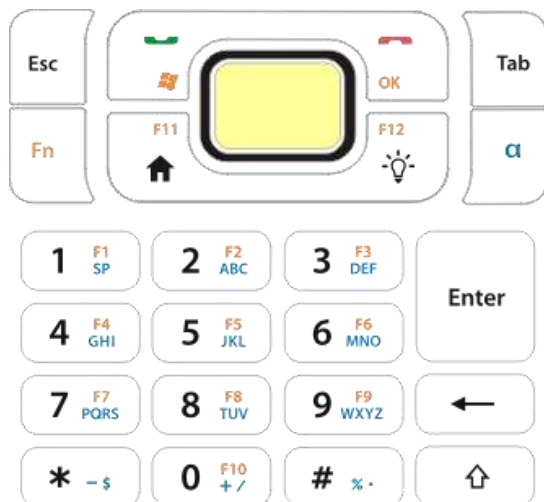 Esc
Tab
OK
F11
F12
Fn
α
1 F1 SP
2 F2 ABC
3 F3 DEF
Enter
4 F4 GHI
5 F5 JKL
6 F6 MNO
7 F7 PQRS
8 F8 TUV
9 F9 WXYZ
* - $
0 F10 + /
# % ·